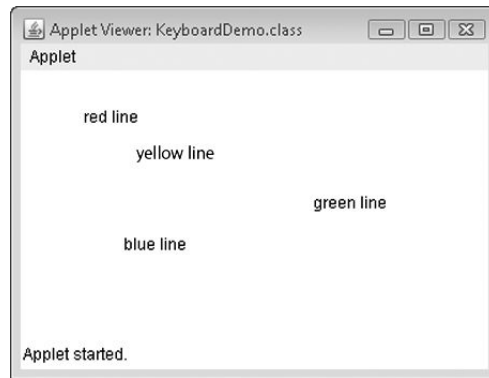 Applet Viewer: KeyboardDemo.class
Applet
red line
yellow line
green line
blue line
Applet started.